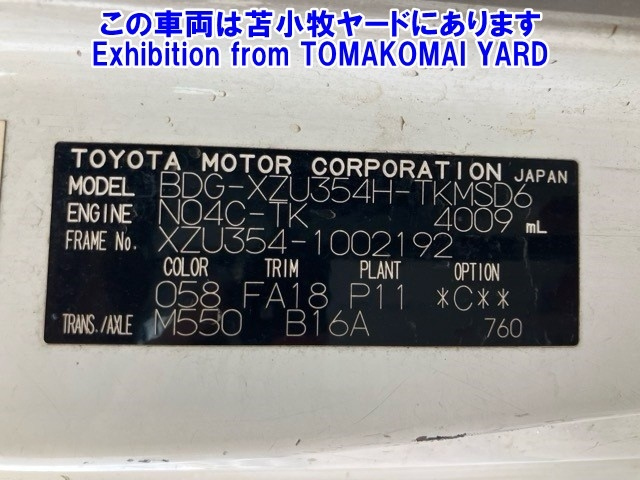 この車両は苫小牧ヤードにあります
Exhibition from TOMAKOMAI YARD
TOYOTA MOTOR CORPORATION JAPAN
MODEL BDG-XZU354H-TKMSD6
ENGINE N04C-TK 4009 mL
FRAME No. XZU354-1002192
COLOR TRIM PLANT OPTION
058 FA18 P11 *C**
TRANS./AXLE M550 B16A 760